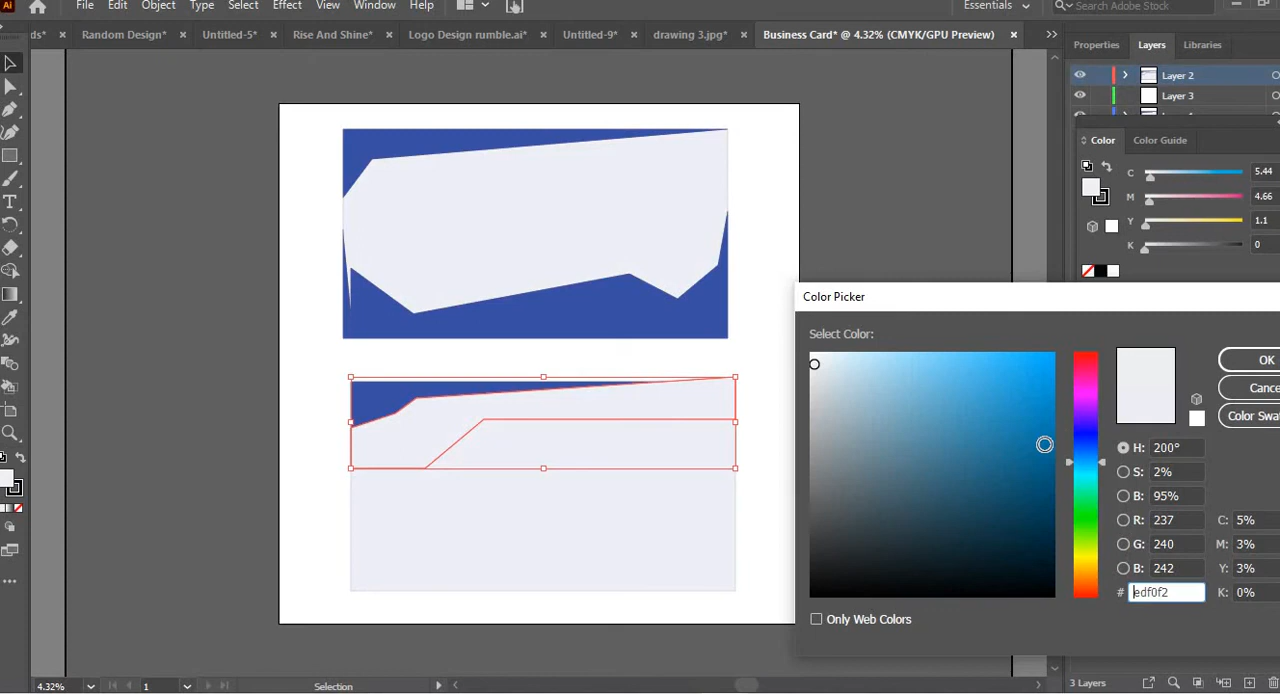 Ai File Edit Object Type Select Effect View Window Help Essentials Search Adobe Stock
ds* × Random Design* × Untitled-5* × Rise And Shine* × Logo Design rumble.ai* × Untitled-9* × drawing 3.jpg* × Business Card* @ 4.32% (CMYK/GPU Preview) × Properties Layers Libraries
Layer 2
Layer 3
Color Color Guide
C 5.44
M 4.66
Y 1.1
K 0
Color Picker
Select Color:
OK
Cance
Color Swa
H: 200°
S: 2%
B: 95%
R: 237 C: 5%
G: 240 M: 3%
B: 242 Y: 3%
# edf0f2 K: 0%
Only Web Colors
4.32% 1 Selection 3 Layers